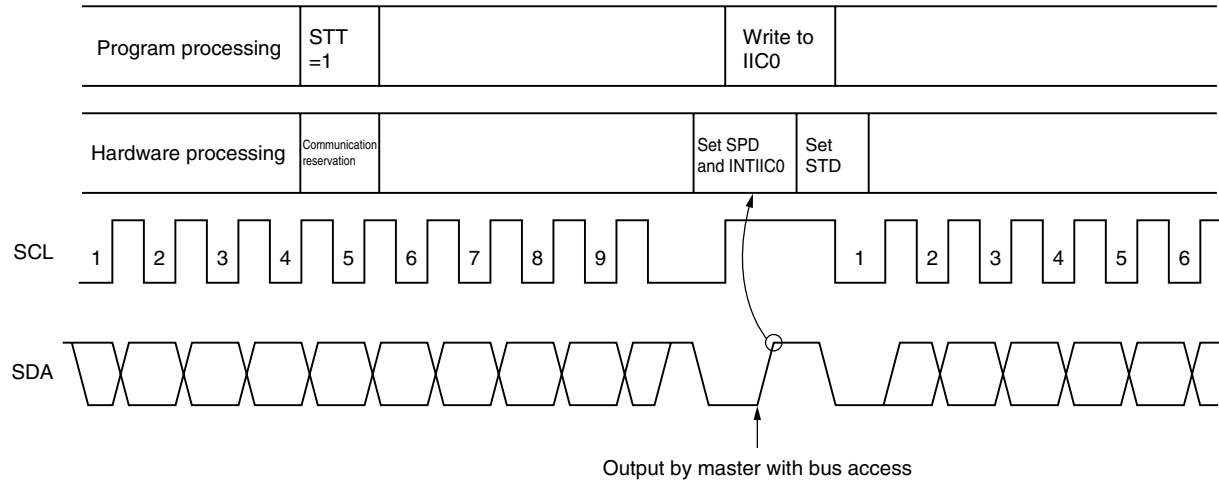 Program processing
STT
=1
Write to
IIC0
Hardware processing
Communication
reservation
Set SPD
and INTIIC0
Set
STD
SCL
1 2 3 4 5 6 7 8 9 1 2 3 4 5 6
SDA
Output by master with bus access